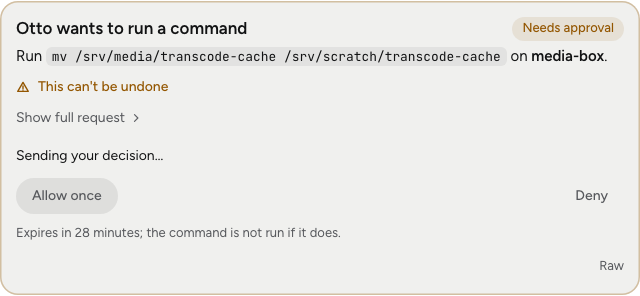 Otto wants to run a command
Needs approval
Run mv /srv/media/transcode-cache /srv/scratch/transcode-cache on media-box.
This can't be undone
Show full request
Sending your decision...
Allow once
Deny
Expires in 28 minutes; the command is not run if it does.
Raw